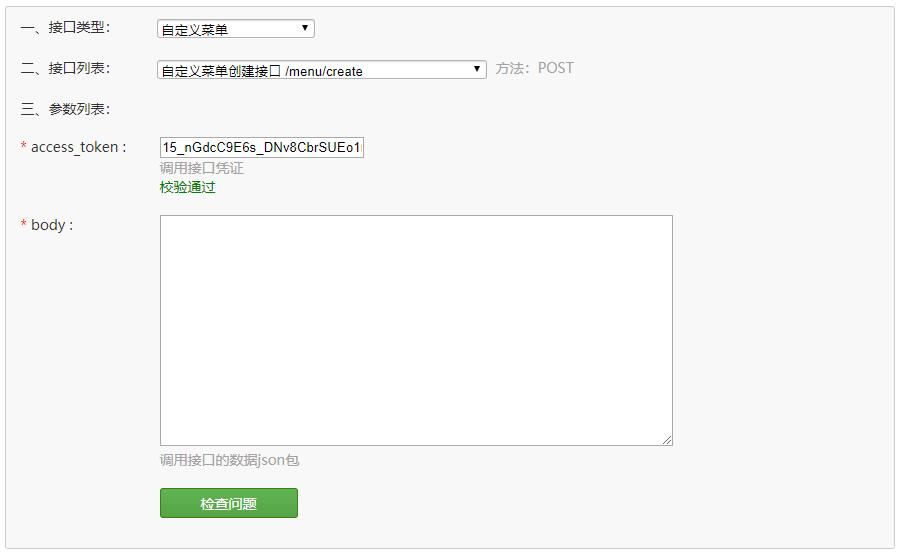 一、接口类型： 自定义菜单
二、接口列表： 自定义菜单创建接口 /menu/create 方法：POST
三、参数列表：
* access_token : 15_nGdcC9E6s_DNv8CbrSUEo1
调用接口凭证
校验通过
* body :
调用接口的数据json包
检查问题